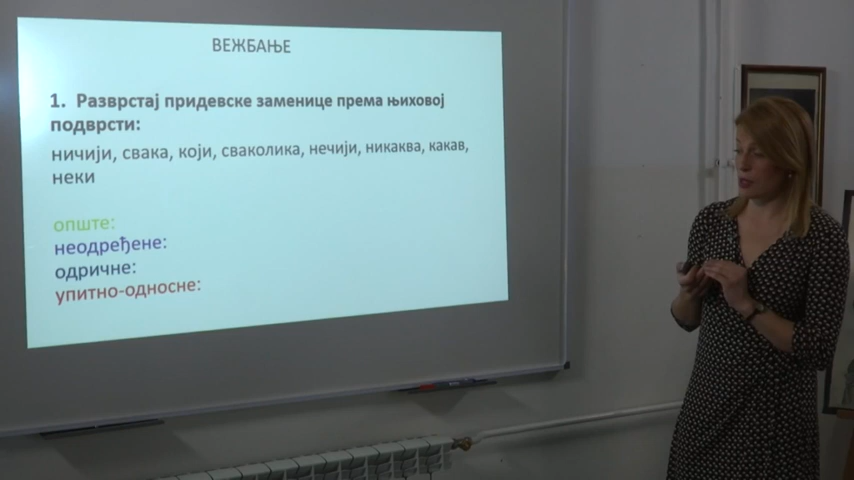 ВЕЖБАЊЕ
1. Разврстај придевске заменице према њиховој
подврсти:
ничији, свака, који, сваколика, нечији, никаква, какав,
неки
опште:
неодређене:
одричне:
упитно-односне: